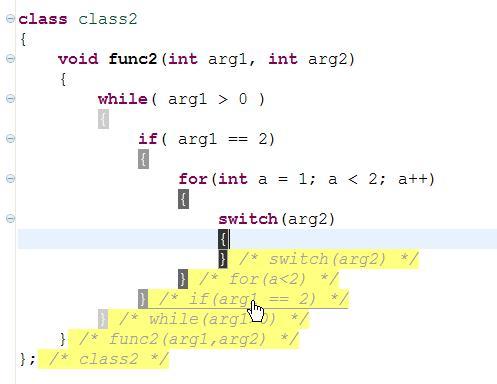 class class2
{
    void func2(int arg1, int arg2)
    {
        while( arg1 > 0 )
        {
            if( arg1 == 2)
            {
                for(int a = 1; a < 2; a++)
                {
                    switch(arg2)
                    {
                    } /* switch(arg2) */
                } /* for(a<2) */
            } /* if(arg1 == 2) */
        } /* while(arg1>0) */
    } /* func2(arg1,arg2) */
}; /* class2 */